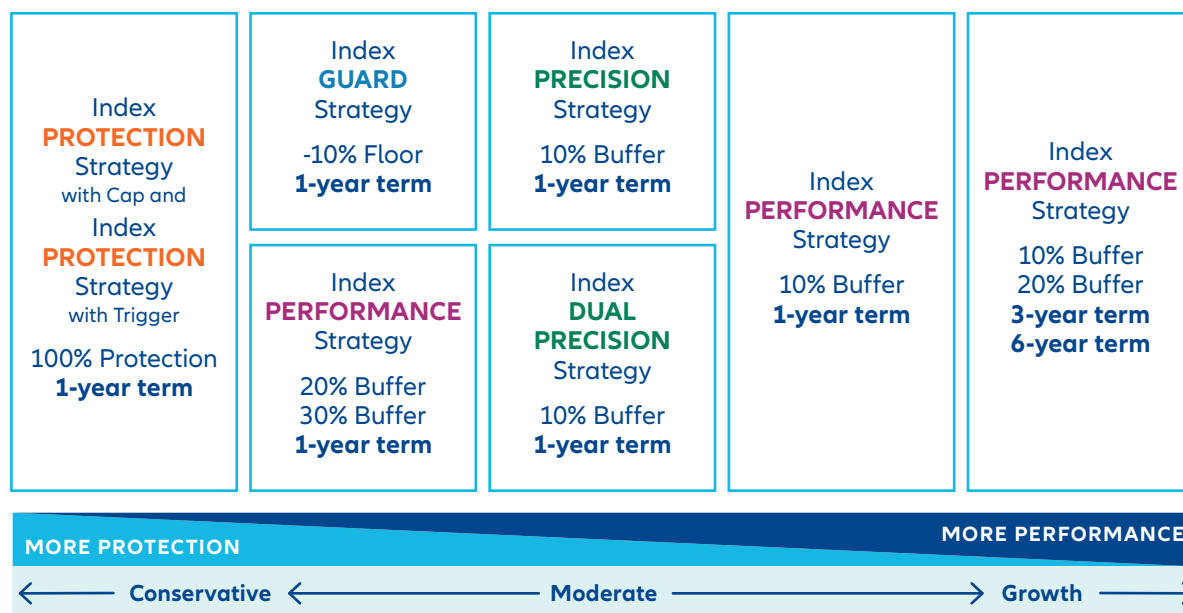 Index
PROTECTION
Strategy
with Cap and
Index
PROTECTION
Strategy
with Trigger
100% Protection
1-year term
Index
GUARD
Strategy
-10% Floor
1-year term
Index
PERFORMANCE
Strategy
20% Buffer
30% Buffer
1-year term
Index
PRECISION
Strategy
10% Buffer
1-year term
Index
DUAL
PRECISION
Strategy
10% Buffer
1-year term
Index
PERFORMANCE
Strategy
10% Buffer
1-year term
Index
PERFORMANCE
Strategy
10% Buffer
20% Buffer
3-year term
6-year term
MORE PROTECTION
MORE PERFORMANCE
Conservative
Moderate
Growth